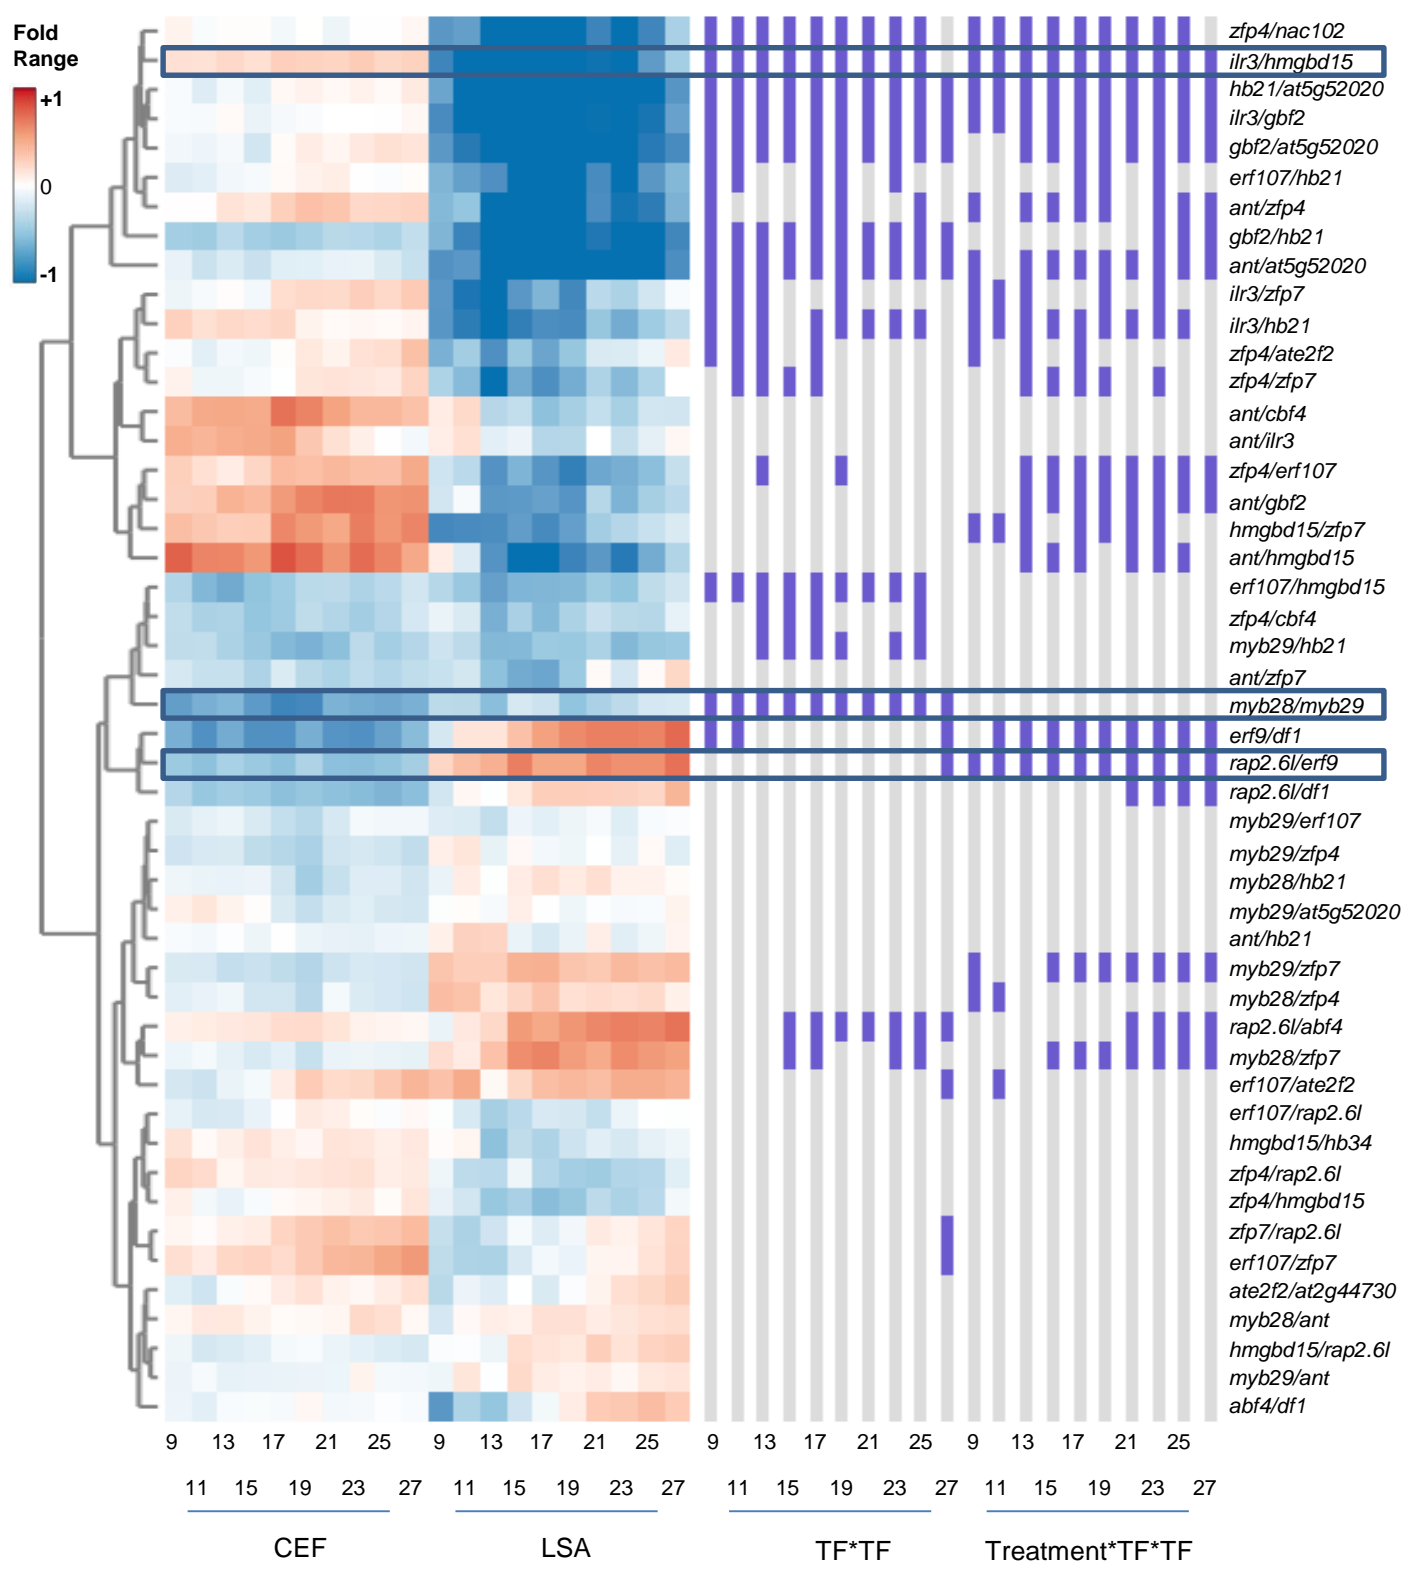 Fold
Range
+1
0
-1
zfp4/nac102
ilr3/hmgbd15
hb21/at5g52020
ilr3/gbf2
gbf2/at5g52020
erf107/hb21
ant/zfp4
gbf2/hb21
ant/at5g52020
ilr3/zfp7
ilr3/hb21
zfp4/ate2f2
zfp4/zfp7
ant/cbf4
ant/ilr3
zfp4/erf107
ant/gbf2
hmgbd15/zfp7
ant/hmgbd15
erf107/hmgbd15
zfp4/cbf4
myb29/hb21
ant/zfp7
myb28/myb29
erf9/df1
rap2.6l/erf9
rap2.6l/df1
myb29/erf107
myb29/zfp4
myb28/hb21
myb29/at5g52020
ant/hb21
myb29/zfp7
myb28/zfp4
rap2.6l/abf4
myb28/zfp7
erf107/ate2f2
erf107/rap2.6l
hmgbd15/hb34
zfp4/rap2.6l
zfp4/hmgbd15
zfp7/rap2.6l
erf107/zfp7
ate2f2/at2g44730
myb28/ant
hmgbd15/rap2.6l
myb29/ant
abf4/df1
9 13 17 21 25 9 13 17 21 25 9 13 17 21 25 9 13 17 21 25
11 15 19 23 27 11 15 19 23 27 11 15 19 23 27 11 15 19 23 27
CEF LSA TF*TF Treatment*TF*TF